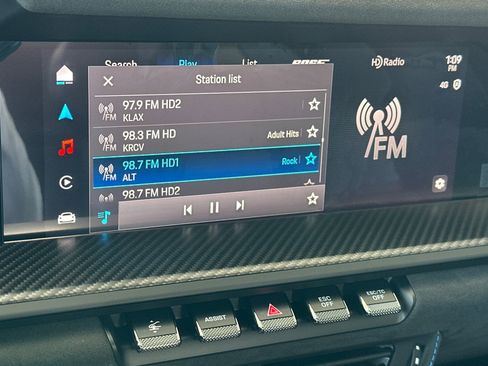 Search Play List BOSE HD Radio 1:09 PM
Station list
4G
97.9 FM HD2
KLAX
FM
98.3 FM HD
KRCV
Adult Hits
FM
98.7 FM HD1
ALT
Rock
FM
98.7 FM HD2
FM
ASSIST
ESC OFF
ESC/TC OFF